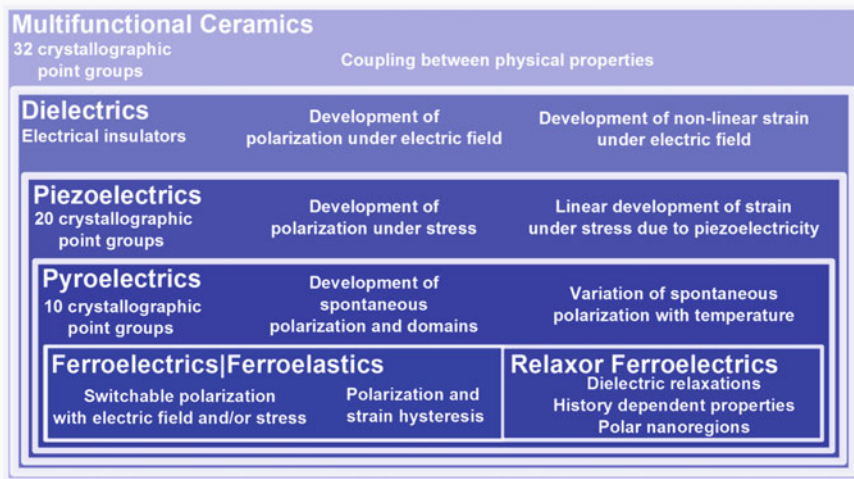 Multifunctional Ceramics
32 crystallographic
point groups
Coupling between physical properties
Dielectrics
Electrical insulators
Development of
polarization under electric field
Development of non-linear strain
under electric field
Piezoelectrics
20 crystallographic
point groups
Development of
polarization under stress
Linear development of strain
under stress due to piezoelectricity
Pyroelectrics
10 crystallographic
point groups
Development of
spontaneous
polarization and domains
Variation of spontaneous
polarization with temperature
Ferroelectrics|Ferroelastics
Switchable polarization
with electric field and/or stress
Polarization and
strain hysteresis
Relaxor Ferroelectrics
Dielectric relaxations
History dependent properties
Polar nanoregions